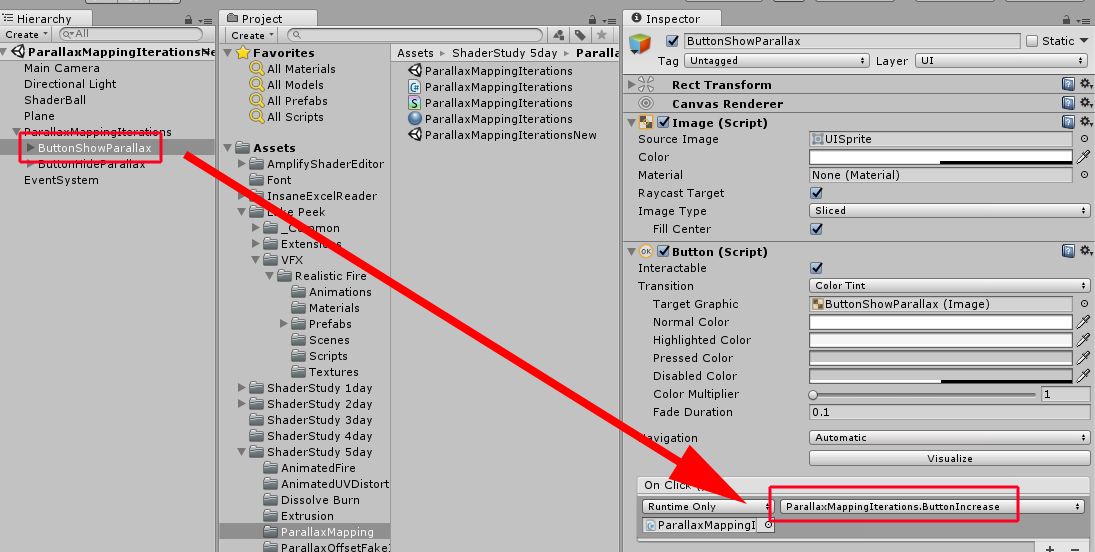 Hierarchy
Create
All
ParallaxMappingIterationsNe
Main Camera
Directional Light
ShaderBall
Plane
ParallaxMappingIterations
ButtonShowParallax
ButtonHideParallax
EventSystem
Project
Create
Favorites
All Materials
All Models
All Prefabs
All Scripts
Assets
AmplifyShaderEditor
Font
InsaneExcelReader
Peek
_Common
Extensions
VFX
Realistic Fire
Animations
Materials
Prefabs
Scenes
Scripts
Textures
ShaderStudy 1day
ShaderStudy 2day
ShaderStudy 3day
ShaderStudy 4day
ShaderStudy 5day
AnimatedFire
AnimatedUVDistort
Dissolve Burn
Extrusion
ParallaxMapping
ParallaxOffsetFakeI
Assets ▸ ShaderStudy 5day ▸ Paralla
ParallaxMappingIterations
ParallaxMappingIterations
ParallaxMappingIterations
ParallaxMappingIterations
ParallaxMappingIterationsNew
Inspector
ButtonShowParallax Static
Tag Untagged Layer UI
Rect Transform
Canvas Renderer
Image (Script)
Source Image UISprite
Color
Material None (Material)
Raycast Target
Image Type Sliced
Fill Center
OK Button (Script)
Interactable
Transition Color Tint
Target Graphic ButtonShowParallax (Image)
Normal Color
Highlighted Color
Pressed Color
Disabled Color
Color Multiplier 1
Fade Duration 0.1
Navigation Automatic
Visualize
On Click
Runtime Only ParallaxMappingIterations.ButtonIncrease
ParallaxMappingI